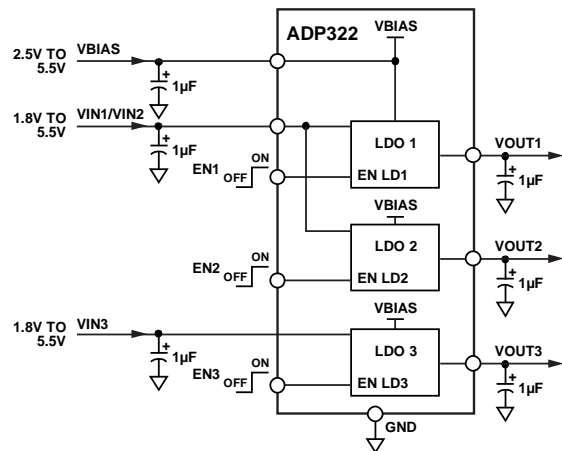 ADP322
VBIAS
2.5V TO
5.5V
VBIAS
+
1µF
1.8V TO
5.5V
VIN1/VIN2
+
1µF
LDO 1
EN LD1
VOUT1
+
1µF
EN1
ON
OFF
VBIAS
LDO 2
EN LD2
VOUT2
+
1µF
EN2
ON
OFF
VBIAS
1.8V TO
5.5V
VIN3
+
1µF
LDO 3
EN LD3
VOUT3
+
1µF
EN3
ON
OFF
GND